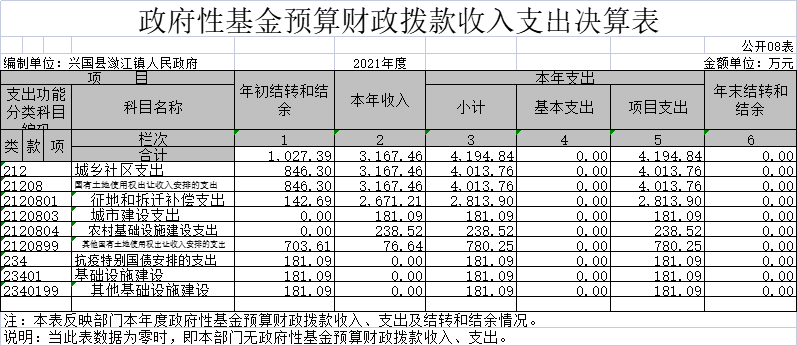 政府性基金预算财政拨款收入支出决算表
公开08表
编制单位：兴国县潋江镇人民政府 2021年度 金额单位：万元
项 目 年初结转和结余 本年收入 本年支出 年末结转和结余
支出功能分类科目编码 科目名称 小计 基本支出 项目支出
类 款 项 栏次 1 2 3 4 5 6
合计 1,027.39 3,167.46 4,194.84 0.00 4,194.84 0.00
212 城乡社区支出 846.30 3,167.46 4,013.76 0.00 4,013.76 0.00
21208 国有土地使用权出让收入安排的支出 846.30 3,167.46 4,013.76 0.00 4,013.76 0.00
2120801 征地和拆迁补偿支出 142.69 2,671.21 2,813.90 0.00 2,813.90 0.00
2120803 城市建设支出 0.00 181.09 181.09 0.00 181.09 0.00
2120804 农村基础设施建设支出 0.00 238.52 238.52 0.00 238.52 0.00
2120899 其他国有土地使用权出让收入安排的支出 703.61 76.64 780.25 0.00 780.25 0.00
234 抗疫特别国债安排的支出 181.09 0.00 181.09 0.00 181.09 0.00
23401 基础设施建设 181.09 0.00 181.09 0.00 181.09 0.00
2340199 其他基础设施建设 181.09 0.00 181.09 0.00 181.09 0.00
注：本表反映部门本年度政府性基金预算财政拨款收入、支出及结转和结余情况。
说明：当此表数据为零时，即本部门无政府性基金预算财政拨款收入、支出。